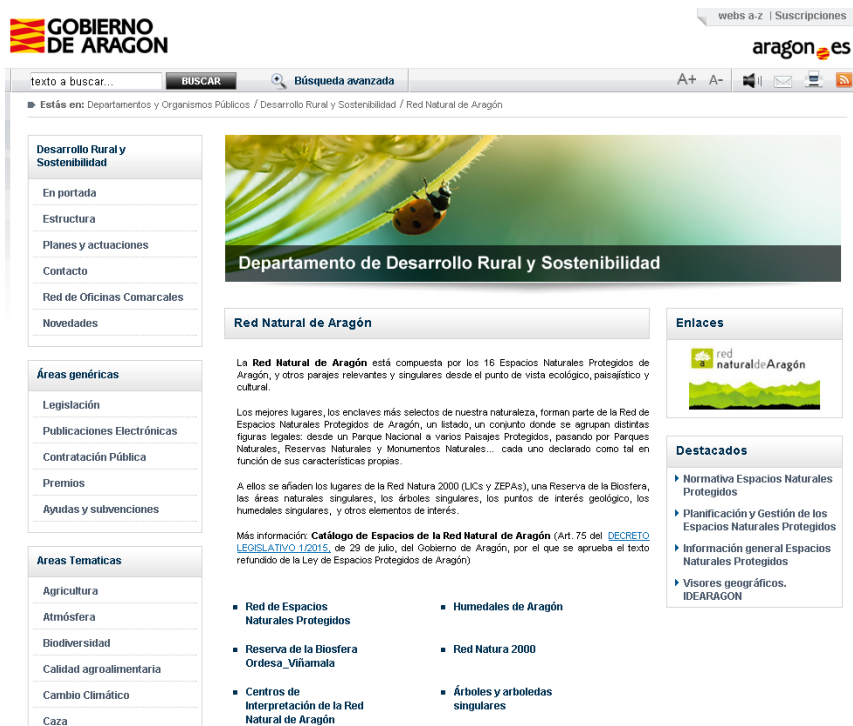 webs a-z | Suscripciones
GOBIERNO
DE ARAGON
aragon es
texto a buscar...
BUSCAR
Búsqueda avanzada
A+ A-
Estás en: Departamentos y Organismos Públicos / Desarrollo Rural y Sostenibilidad / Red Natural de Aragón
Desarrollo Rural y
Sostenibilidad
En portada
Estructura
Planes y actuaciones
Contacto
Red de Oficinas Comarcales
Novedades
Áreas genéricas
Legislación
Publicaciones Electrónicas
Contratación Pública
Premios
Ayudas y subvenciones
Areas Tematicas
Agricultura
Atmósfera
Biodiversidad
Calidad agroalimentaria
Cambio Climático
Caza
Departamento de Desarrollo Rural y Sostenibilidad
Red Natural de Aragón
La Red Natural de Aragón está compuesta por los 16 Espacios Naturales Protegidos de
Aragón, y otros parajes relevantes y singulares desde el punto de vista ecológico, paisajístico y
cultural.
Los mejores lugares, los enclaves más selectos de nuestra naturaleza, forman parte de la Red de
Espacios Naturales Protegidos de Aragón, un listado, un conjunto donde se agrupan distintas
figuras legales: desde un Parque Nacional a varios Paisajes Protegidos, pasando por Parques
Naturales, Reservas Naturales y Monumentos Naturales... cada uno declarado como tal en
función de sus características propias.
A ellos se añaden los lugares de la Red Natura 2000 (LICs y ZEPAs), una Reserva de la Biosfera,
las áreas naturales singulares, los árboles singulares, los puntos de interés geológico, los
humedales singulares, y otros elementos de interés.
Más información: Catálogo de Espacios de la Red Natural de Aragón (Art. 75 del DECRETO
LEGISLATIVO 1/2015, de 29 de julio, del Gobierno de Aragón, por el que se aprueba el texto
refundido de la Ley de Espacios Protegidos de Aragón)
Red de Espacios
Naturales Protegidos
Humedales de Aragón
Reserva de la Biosfera
Ordesa_Viñamala
Red Natura 2000
Centros de
Interpretación de la Red
Natural de Aragón
Árboles y arboledas
singulares
Enlaces
a
red
naturaldeAragón
Destacados
Normativa Espacios Naturales
Protegidos
Planificación y Gestión de los
Espacios Naturales Protegidos
Información general Espacios
Naturales Protegidos
Visores geográficos.
IDEARAGON